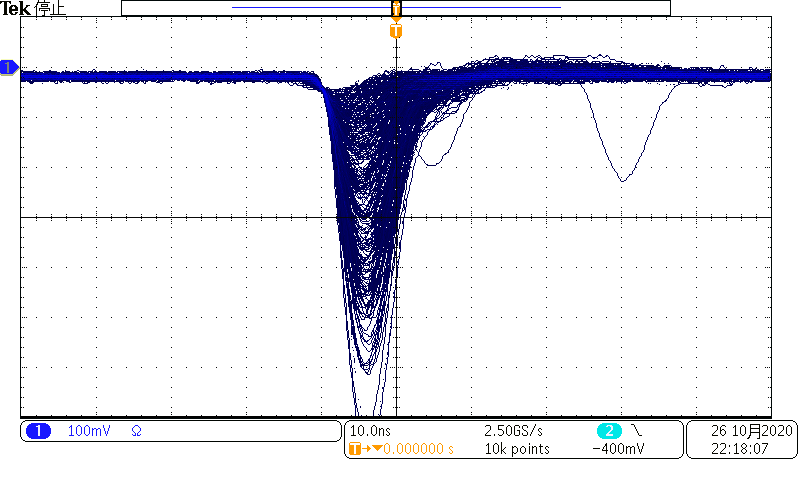 Tek 停止
T
T
1
1 100mV Ω
10.0ns 2.50GS/s 2
T→▼0.000000 s 10k points −400mV
26 10月2020
22:18:07